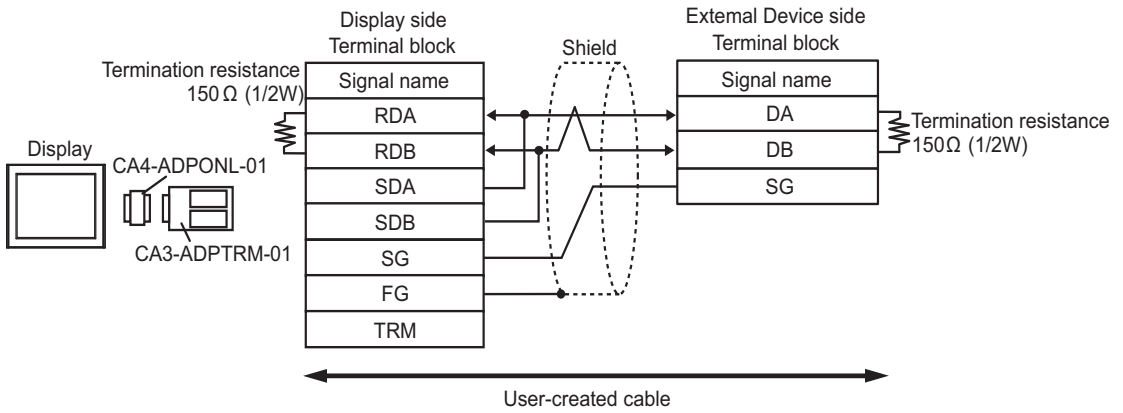 Display side
Terminal block
External Device side
Terminal block
Shield
Termination resistance
150 Ω (1/2W)
Signal name
RDA
RDB
SDA
SDB
SG
FG
TRM
Signal name
DA
DB
SG
Termination resistance
150Ω (1/2W)
Display
CA4-ADPONL-01
CA3-ADPTRM-01
User-created cable